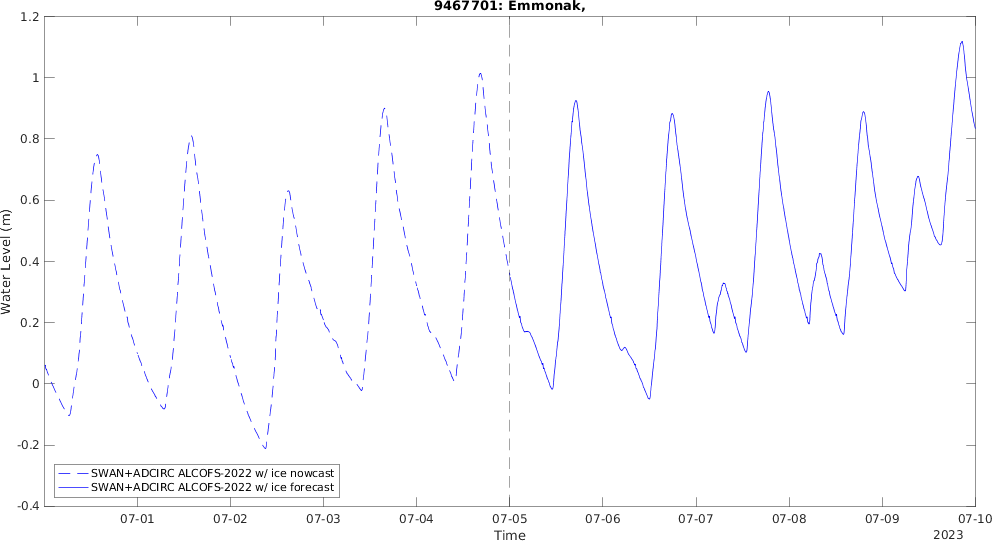 9467701: Emmonak,
1.2
1
0.8
0.6
0.4
0.2
0
-0.2
-0.4
Water Level (m)
SWAN+ADCIRC ALCOFS-2022 w/ ice nowcast
SWAN+ADCIRC ALCOFS-2022 w/ ice forecast
07-01 07-02 07-03 07-04 07-05 07-06 07-07 07-08 07-09 07-10
Time
2023